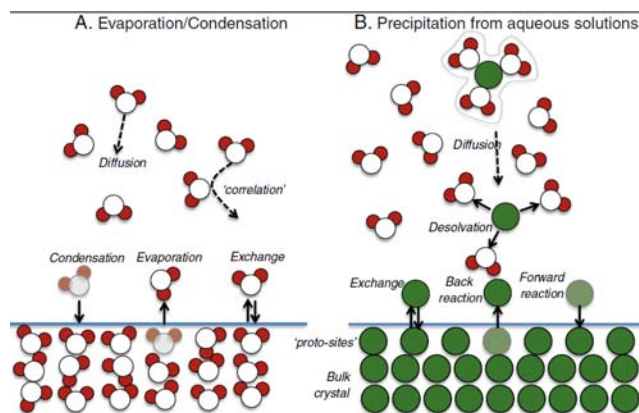 A. Evaporation/Condensation
Diffusion
'correlation'
Condensation
Evaporation
Exchange
B. Precipitation from aqueous solutions
Diffusion
Desolvation
Exchange
Back
reaction
Forward
reaction
'proto-sites'
Bulk
crystal